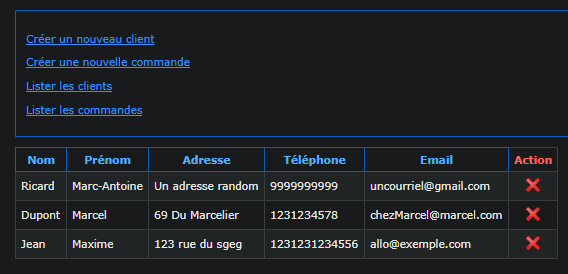 Créer un nouveau client
Créer une nouvelle commande
Lister les clients
Lister les commandes
Nom Prénom Adresse Téléphone Email Action
Ricard Marc-Antoine Un adresse random 9999999999 uncourriel@gmail.com
Dupont Marcel 69 Du Marcelier 1231234578 chezMarcel@marcel.com
Jean Maxime 123 rue du sgeg 1231231234556 allo@exemple.com